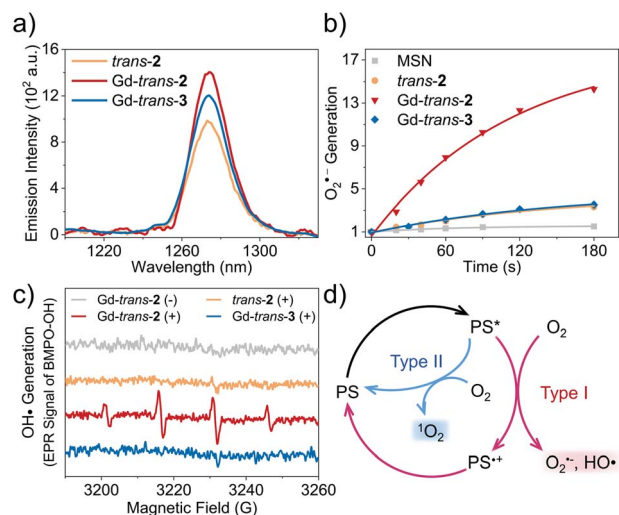 a)
trans-2
Gd-trans-2
Gd-trans-3
Emission Intensity (10² a.u.)
16
12
8
4
0
1220 1260 1300
Wavelength (nm)
b)
MSN
trans-2
Gd-trans-2
Gd-trans-3
O₂•− Generation
17
13
9
5
1
0 60 120 180
Time (s)
c)
Gd-trans-2 (-) trans-2 (+)
Gd-trans-2 (+) Gd-trans-3 (+)
OH• Generation
(EPR Signal of BMPO-OH)
3200 3220 3240 3260
Magnetic Field (G)
d)
PS* O₂
Type II
PS O₂ Type I
¹O₂
PS•+ O₂•-, HO•